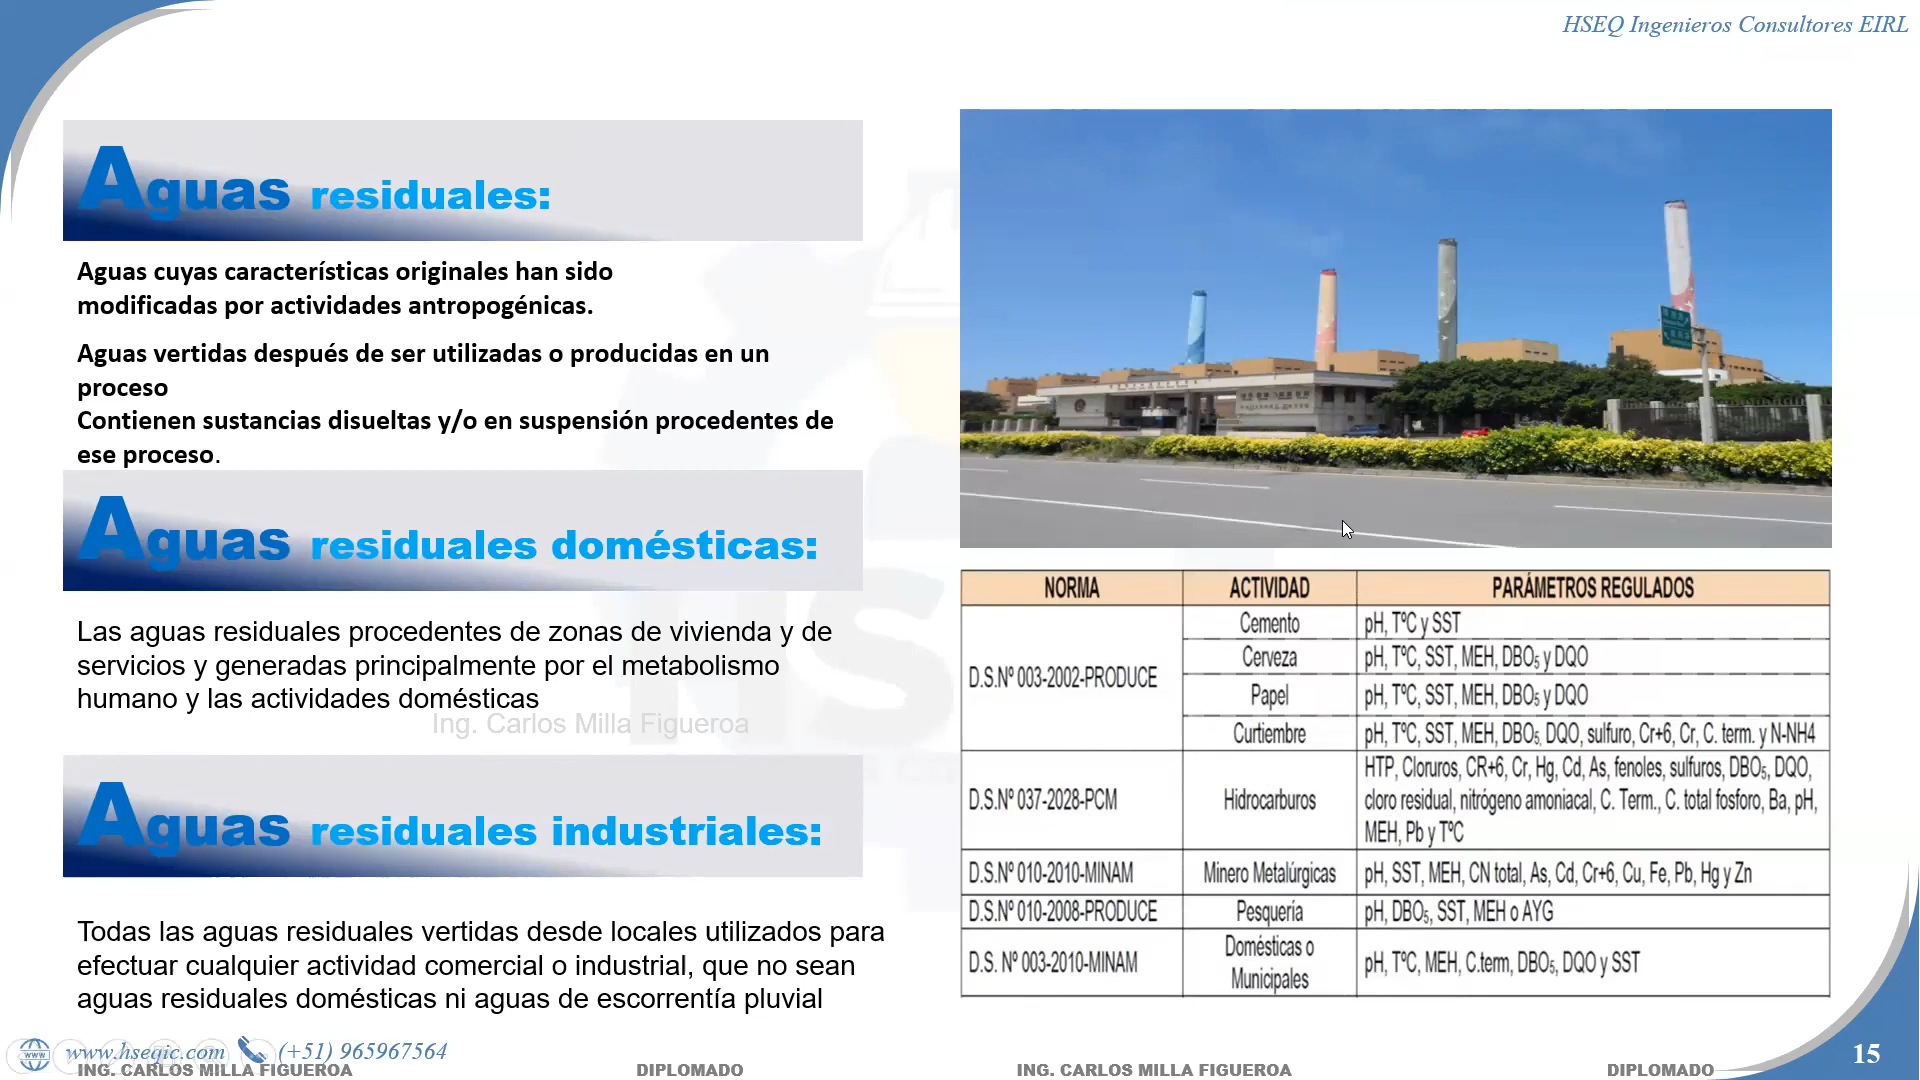 HSEQ Ingenieros Consultores EIRL
Aguas residuales:
Aguas cuyas características originales han sido
modificadas por actividades antropogénicas.
Aguas vertidas después de ser utilizadas o producidas en un
proceso
Contienen sustancias disueltas y/o en suspensión procedentes de
ese proceso.
Aguas residuales domésticas:
Las aguas residuales procedentes de zonas de vivienda y de
servicios y generadas principalmente por el metabolismo
humano y las actividades domésticas
Ing. Carlos Milla Figueroa
Aguas residuales industriales:
Todas las aguas residuales vertidas desde locales utilizados para
efectuar cualquier actividad comercial o industrial, que no sean
aguas residuales domésticas ni aguas de escorrentía pluvial
NORMA ACTIVIDAD PARÁMETROS REGULADOS
D.S.Nº 003-2002-PRODUCE
Cemento pH, TºC y SST
Cerveza pH, TºC, SST, MEH, DBO₅ y DQO
Papel pH, TºC, SST, MEH, DBO₅ y DQO
Curtiembre pH, TºC, SST, MEH, DBO₅, DQO, sulfuro, Cr+6, Cr, C. term. y N-NH4
D.S.Nº 037-2028-PCM Hidrocarburos
HTP, Cloruros, CR+6, Cr, Hg, Cd, As, fenoles, sulfuros, DBO₅, DQO,
cloro residual, nitrógeno amoniacal, C. Term., C. total fosforo, Ba, pH,
MEH, Pb y TºC
D.S.Nº 010-2010-MINAM Minero Metalúrgicas pH, SST, MEH, CN total, As, Cd, Cr+6, Cu, Fe, Pb, Hg y Zn
D.S.Nº 010-2008-PRODUCE Pesquería pH, DBO₅, SST, MEH o AYG
D.S. Nº 003-2010-MINAM
Domésticas o
Municipales
pH, TºC, MEH, C.term, DBO₅, DQO y SST
www.hseqic.com (+51) 965967564
15
ING. CARLOS MILLA FIGUEROA DIPLOMADO ING. CARLOS MILLA FIGUEROA DIPLOMADO